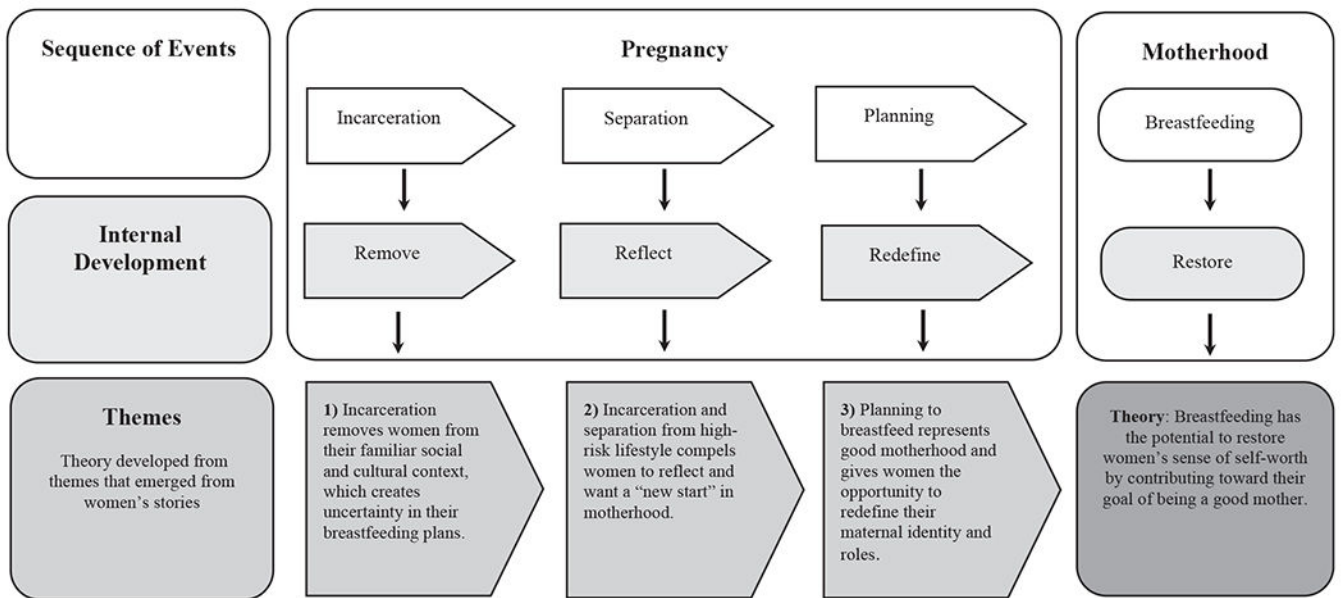 Sequence of Events
Pregnancy
Motherhood
Incarceration
Separation
Planning
Breastfeeding
Internal
Development
Remove
Reflect
Redefine
Restore
Themes
Theory developed from
themes that emerged from
women’s stories
1) Incarceration
removes women from
their familiar social
and cultural context,
which creates
uncertainty in their
breastfeeding plans.
2) Incarceration and
separation from high-
risk lifestyle compels
women to reflect and
want a “new start” in
motherhood.
3) Planning to
breastfeed represents
good motherhood and
gives women the
opportunity to
redefine their
maternal identity and
roles.
Theory: Breastfeeding has
the potential to restore
women’s sense of self-worth
by contributing toward their
goal of being a good mother.